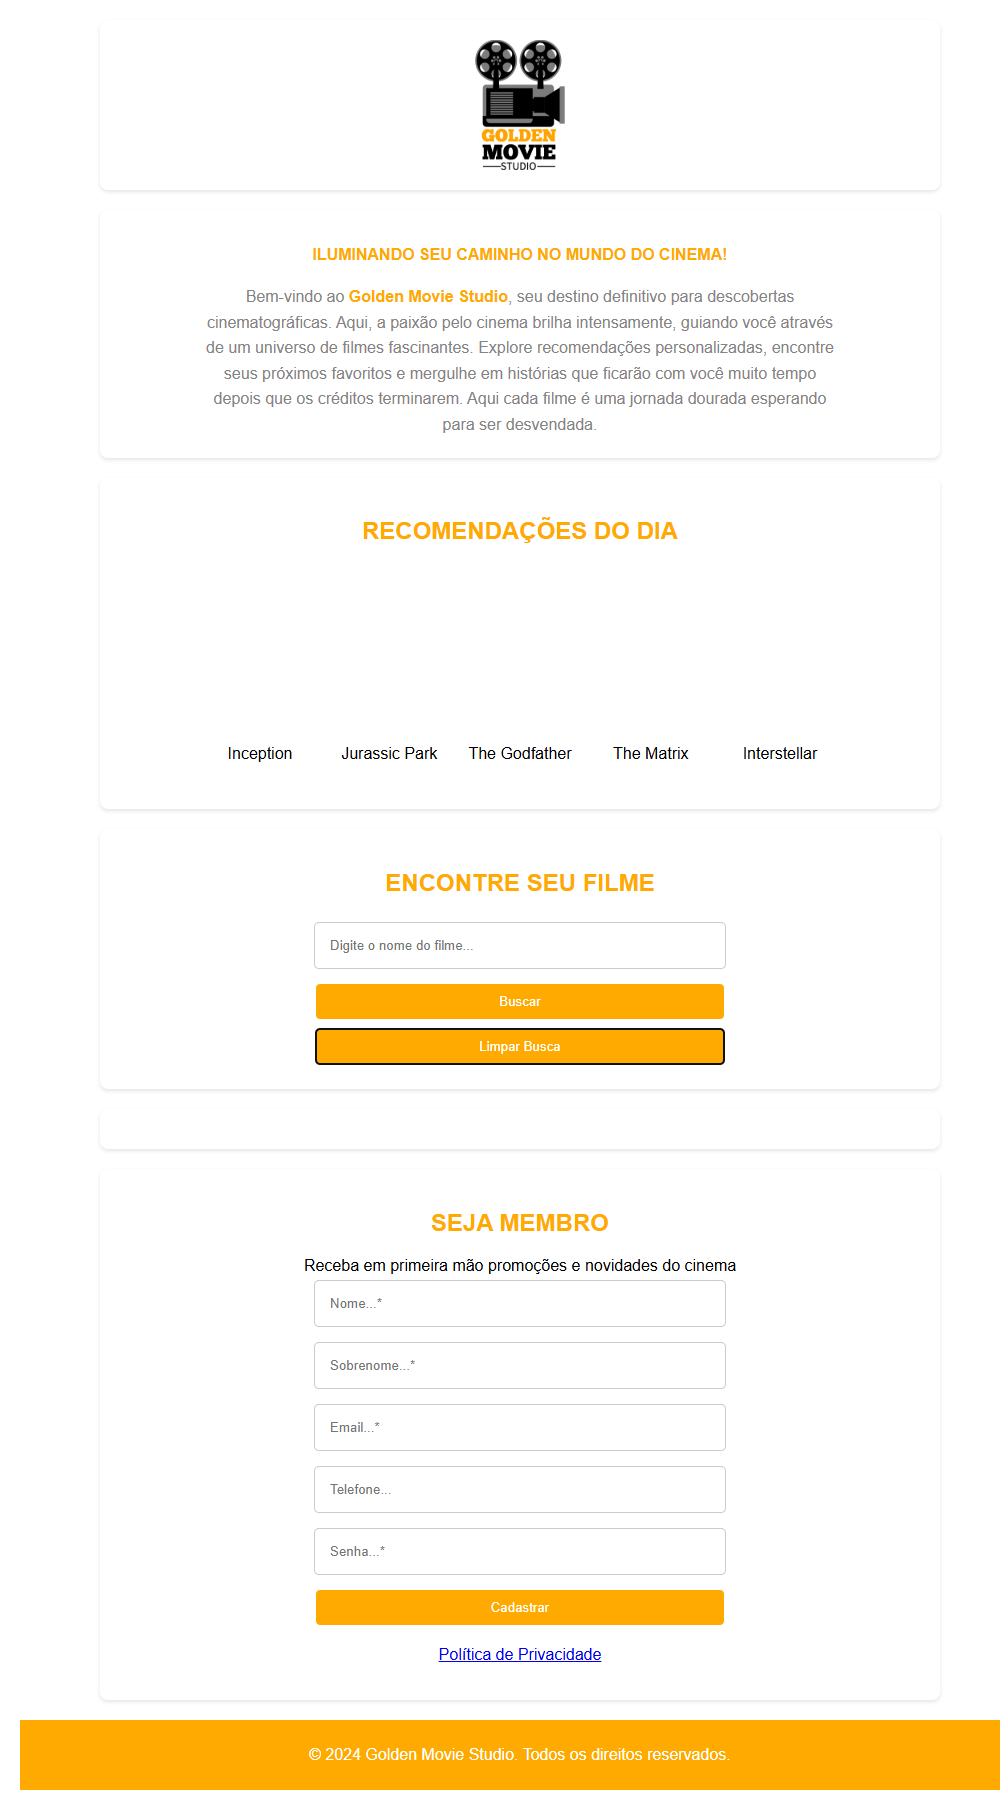 GOLDEN
MOVIE
STUDIO
ILUMINANDO SEU CAMINHO NO MUNDO DO CINEMA!
Bem-vindo ao Golden Movie Studio, seu destino definitivo para descobertas
cinematográficas. Aqui, a paixão pelo cinema brilha intensamente, guiando você através
de um universo de filmes fascinantes. Explore recomendações personalizadas, encontre
seus próximos favoritos e mergulhe em histórias que ficarão com você muito tempo
depois que os créditos terminarem. Aqui cada filme é uma jornada dourada esperando
para ser desvendada.
RECOMENDAÇÕES DO DIA
Inception Jurassic Park The Godfather The Matrix Interstellar
ENCONTRE SEU FILME
Digite o nome do filme...
Buscar
Limpar Busca
SEJA MEMBRO
Receba em primeira mão promoções e novidades do cinema
Nome...*
Sobrenome...*
Email...*
Telefone...
Senha...*
Cadastrar
Política de Privacidade
© 2024 Golden Movie Studio. Todos os direitos reservados.